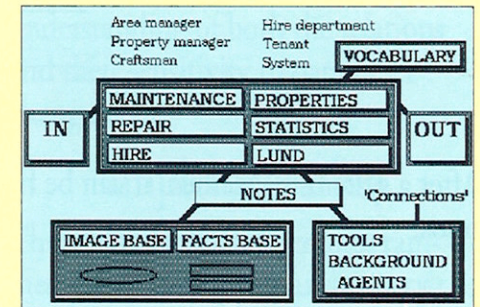 Area manager
Property manager
Craftsman
Hire department
Tenant
System
VOCABULARY
IN
MAINTENANCE
PROPERTIES
REPAIR
STATISTICS
HIRE
LUND
OUT
NOTES
'Connections'
IMAGE BASE
FACTS BASE
TOOLS
BACKGROUND
AGENTS